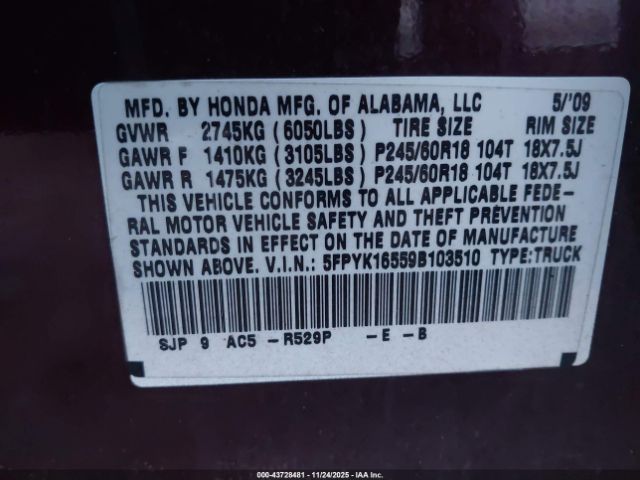 MFD. BY HONDA MFG. OF ALABAMA, LLC 5/'09
GVWR 2745KG (6050LBS) TIRE SIZE RIM SIZE
GAWR F 1410KG (3105LBS) P245/60R18 104T 18X7.5J
GAWR R 1475KG (3245LBS) P245/60R18 104T 18X7.5J
THIS VEHICLE CONFORMS TO ALL APPLICABLE FEDE-
RAL MOTOR VEHICLE SAFETY AND THEFT PREVENTION
STANDARDS IN EFFECT ON THE DATE OF MANUFACTURE
SHOWN ABOVE. V.I.N.: 5FPYK16559B103510 TYPE:TRUCK
SJP 9 AC5 -R529P -E -B
000-43728481 - 11/24/2025 - IAA Inc.